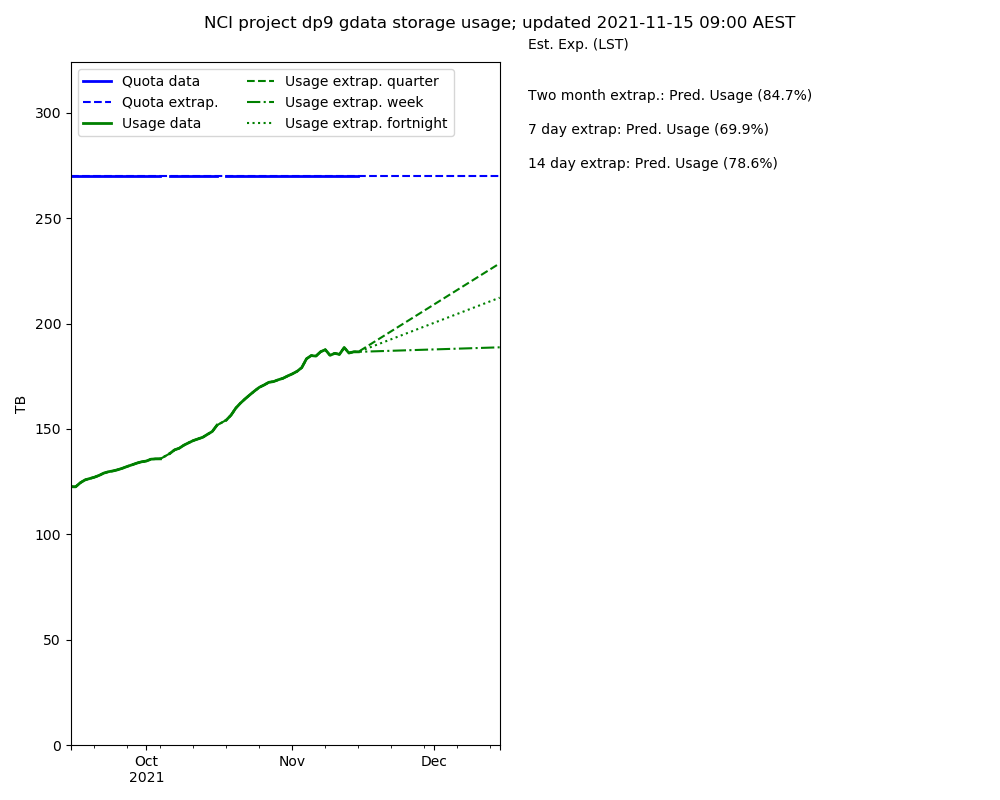 NCI project dp9 gdata storage usage; updated 2021-11-15 09:00 AEST
Est. Exp. (LST)
Two month extrap.: Pred. Usage (84.7%)
7 day extrap: Pred. Usage (69.9%)
14 day extrap: Pred. Usage (78.6%)
Quota data
Quota extrap.
Usage data
Usage extrap. quarter
Usage extrap. week
Usage extrap. fortnight
TB
300
250
200
150
100
50
0
Oct
2021
Nov
Dec